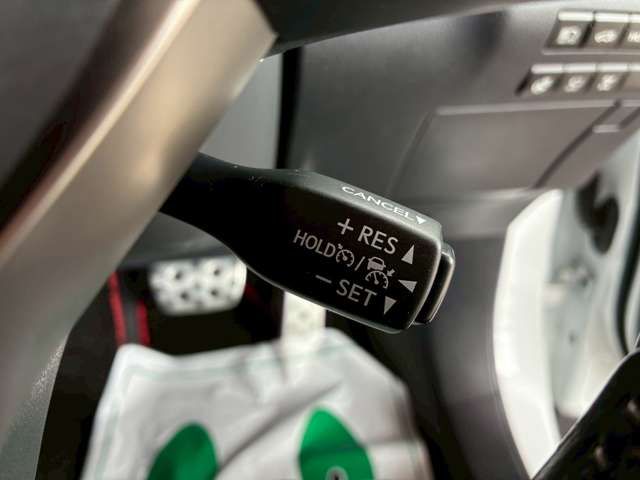 CANCEL
+ RES
HOLD /
− SET